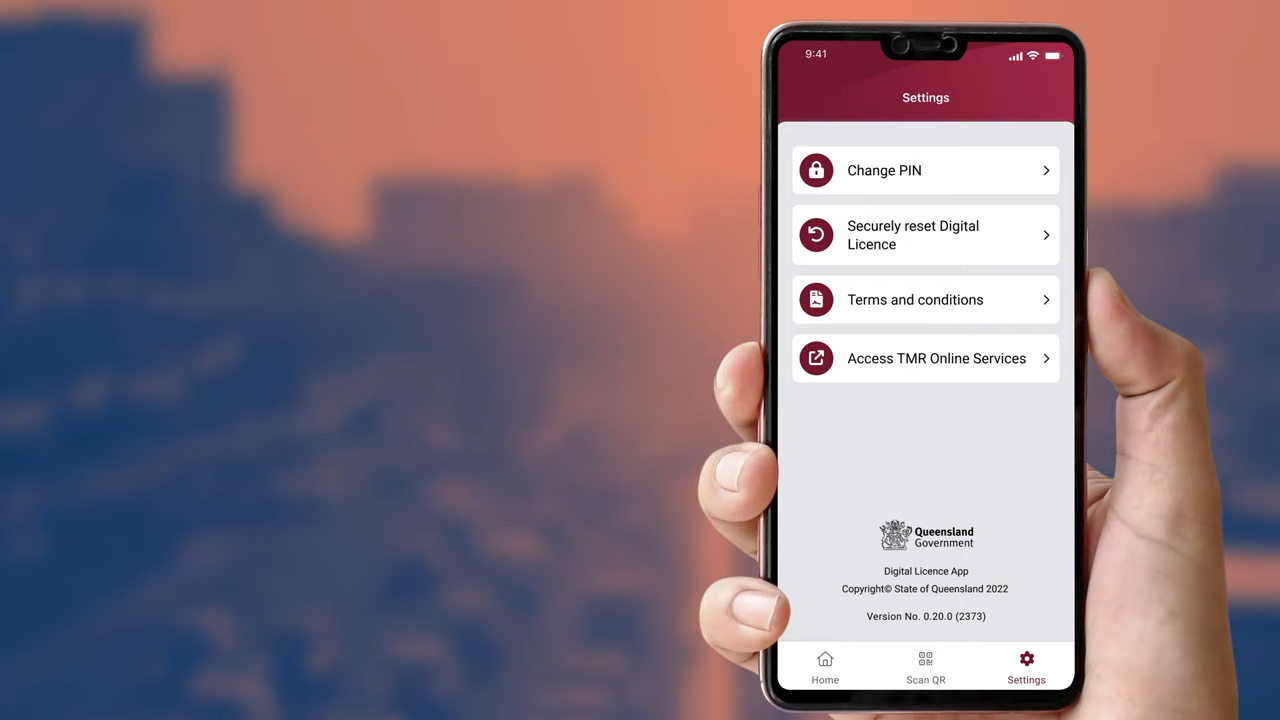 9:41
Settings
Change PIN
Securely reset Digital
Licence
Terms and conditions
Access TMR Online Services
Queensland
Government
Digital Licence App
Copyright© State of Queensland 2022
Version No. 0.20.0 (2373)
Home
Scan QR
Settings